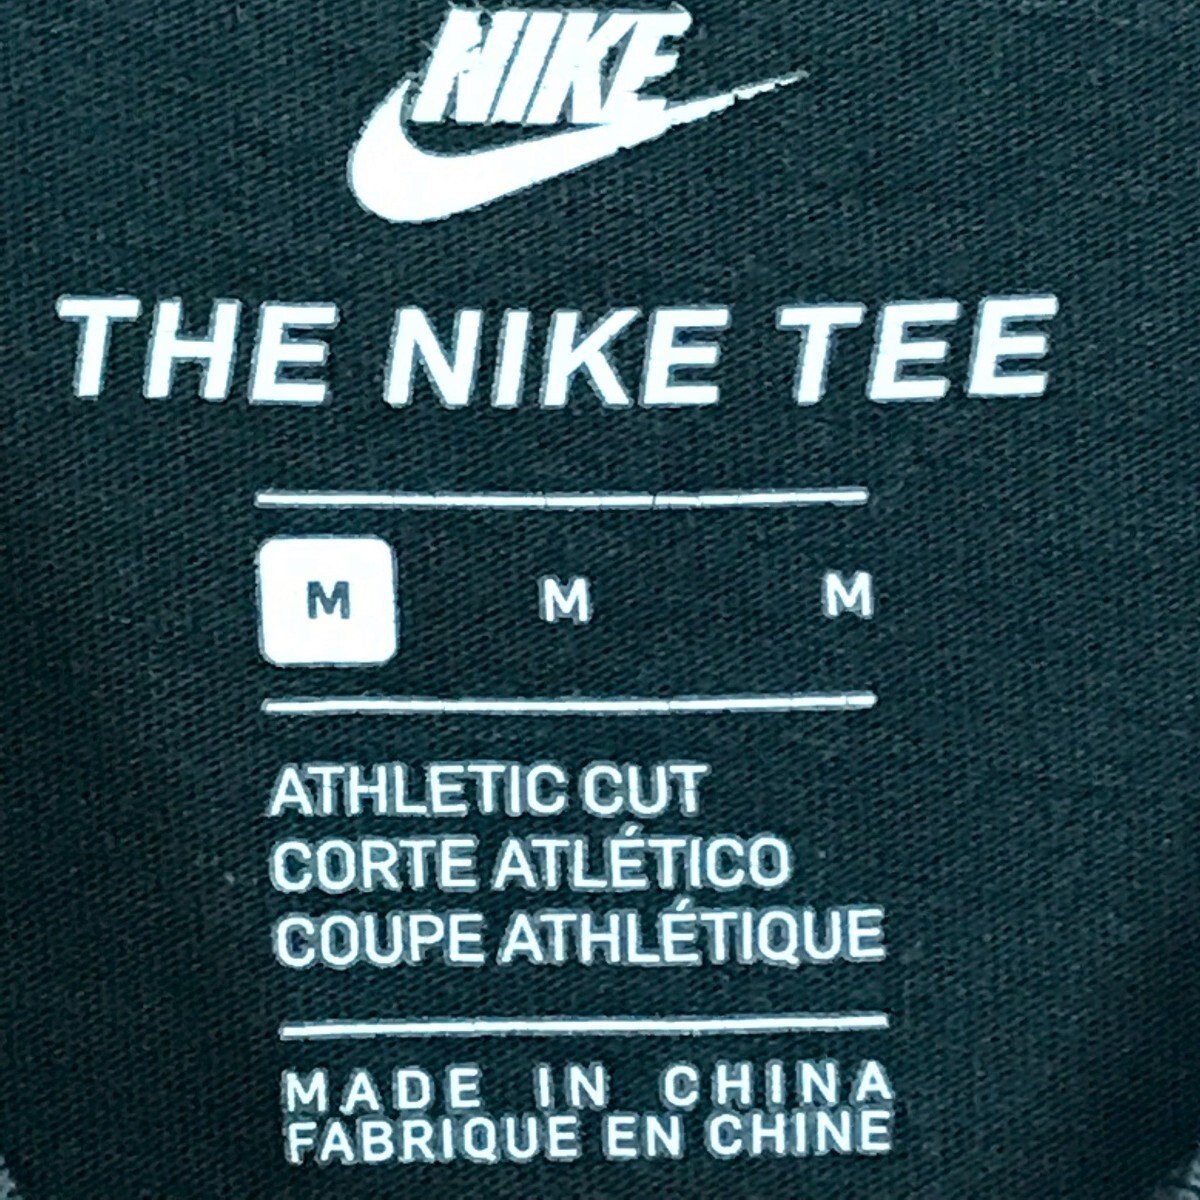 NIKE
THE NIKE TEE
M M M
ATHLETIC CUT
CORTE ATLÉTICO
COUPE ATHLÉTIQUE
MADE IN CHINA
FABRIQUE EN CHINE